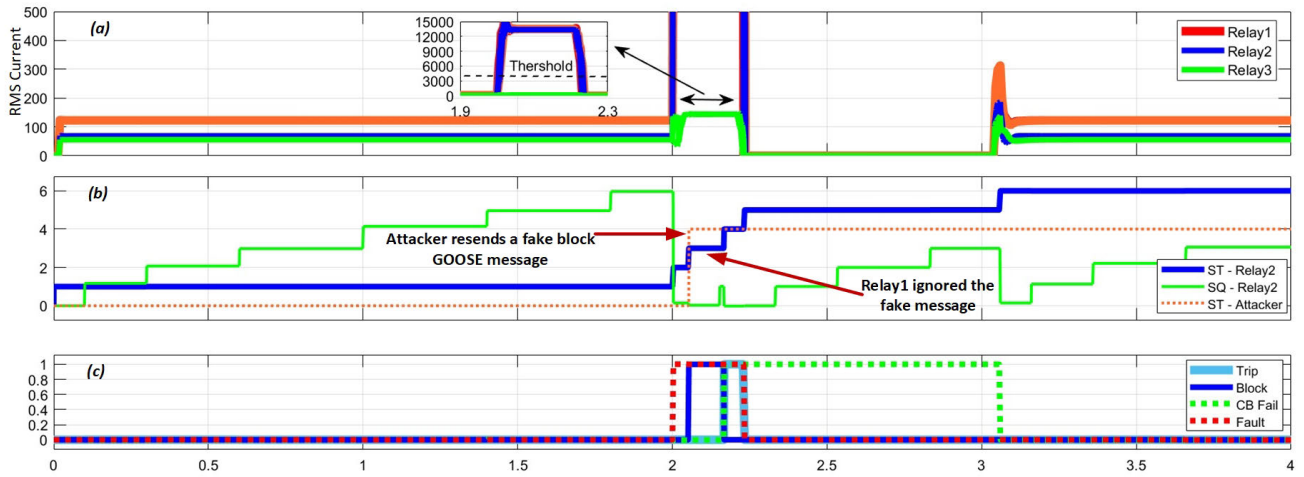 500
400
300
200
100
0
RMS Current
(a)
15000
12000
9000
6000
3000
0
Thershold
1.9
2.3
Relay1
Relay2
Relay3
6
4
2
0
(b)
Attacker resends a fake block
GOOSE message
Relay1 ignored the
fake message
ST - Relay2
SQ - Relay2
ST - Attacker
1
0.8
0.6
0.4
0.2
0
(c)
Trip
Block
CB Fail
Fault
0
0.5
1
1.5
2
2.5
3
3.5
4